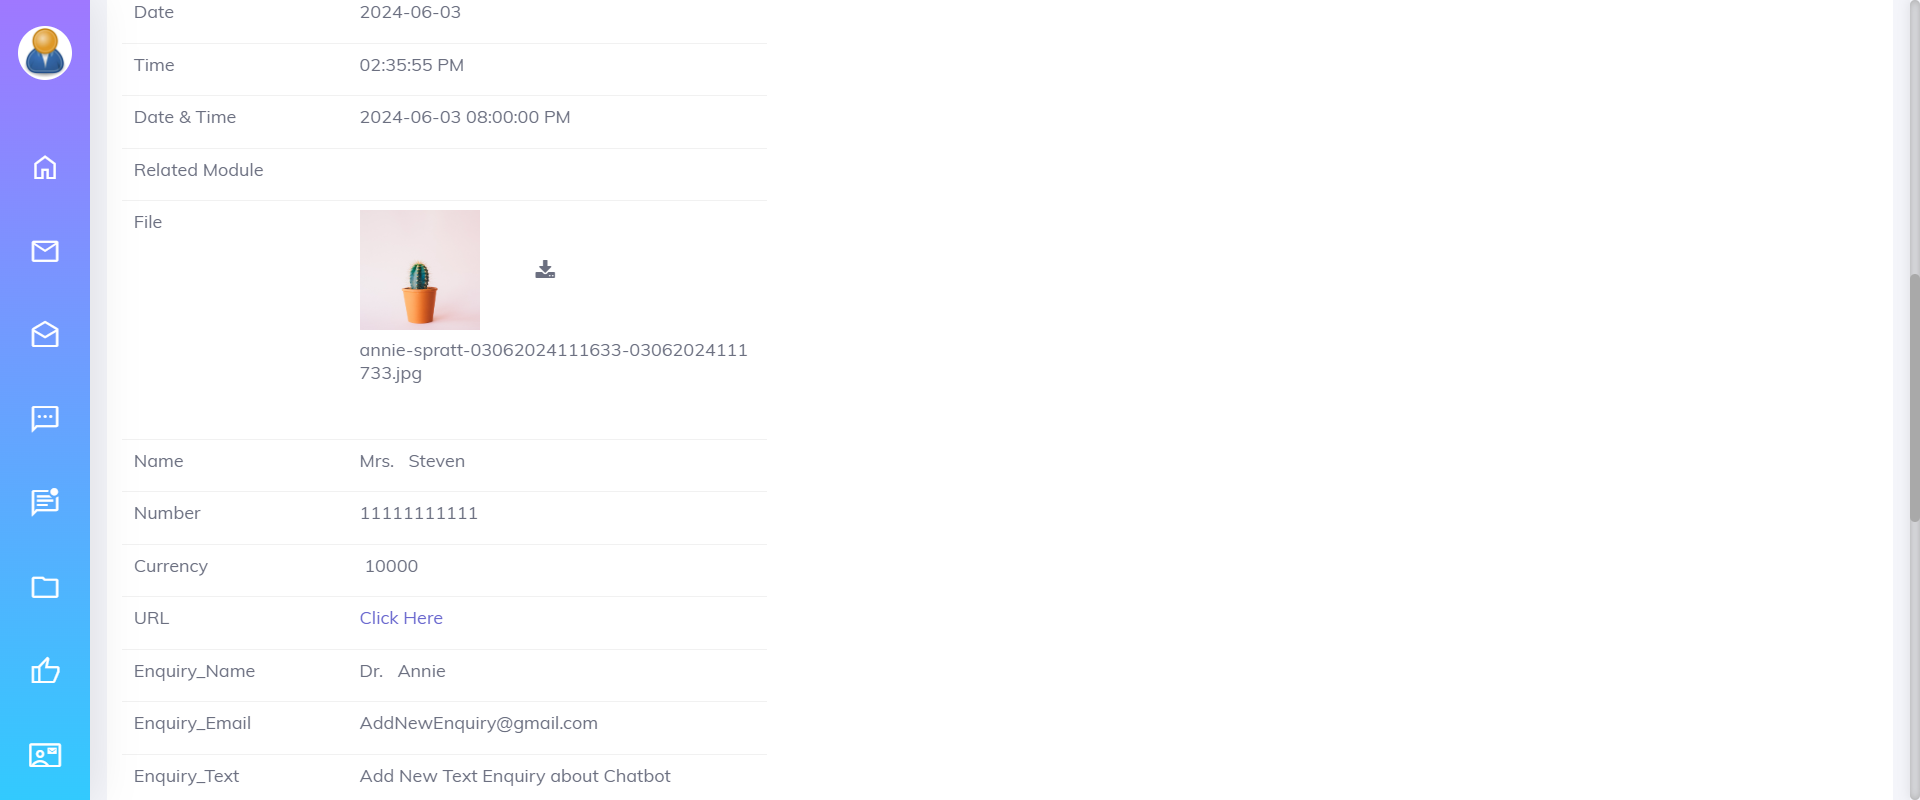 Date 2024-06-03
Time 02:35:55 PM
Date & Time 2024-06-03 08:00:00 PM
Related Module
File
annie-spratt-03062024111633-03062024111
733.jpg
Name Mrs. Steven
Number 11111111111
Currency 10000
URL Click Here
Enquiry_Name Dr. Annie
Enquiry_Email AddNewEnquiry@gmail.com
Enquiry_Text Add New Text Enquiry about Chatbot